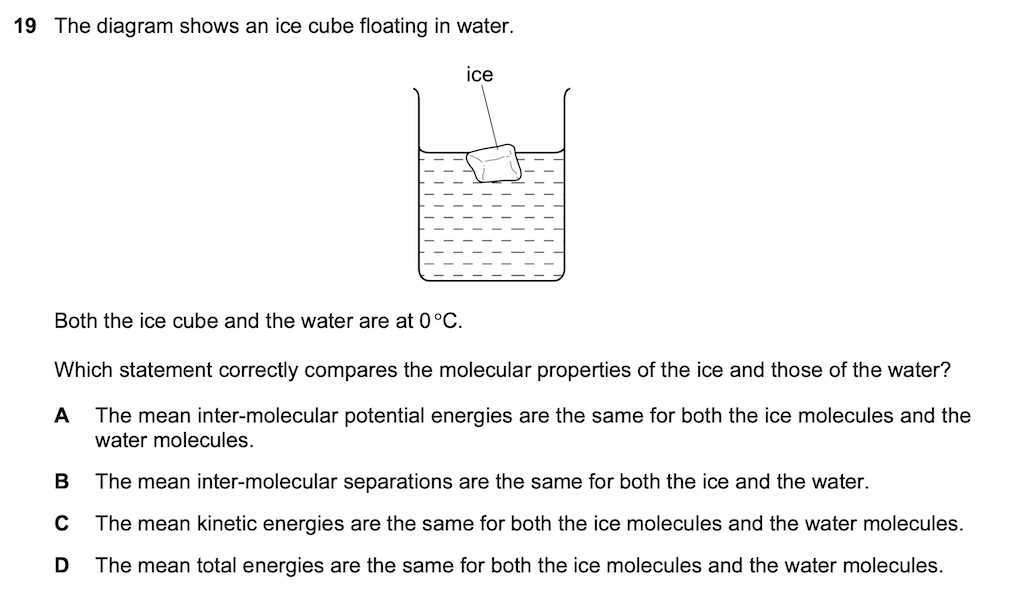 19 The diagram shows an ice cube floating in water.
ice
Both the ice cube and the water are at 0 °C.
Which statement correctly compares the molecular properties of the ice and those of the water?
A The mean inter-molecular potential energies are the same for both the ice molecules and the
water molecules.
B The mean inter-molecular separations are the same for both the ice and the water.
C The mean kinetic energies are the same for both the ice molecules and the water molecules.
D The mean total energies are the same for both the ice molecules and the water molecules.